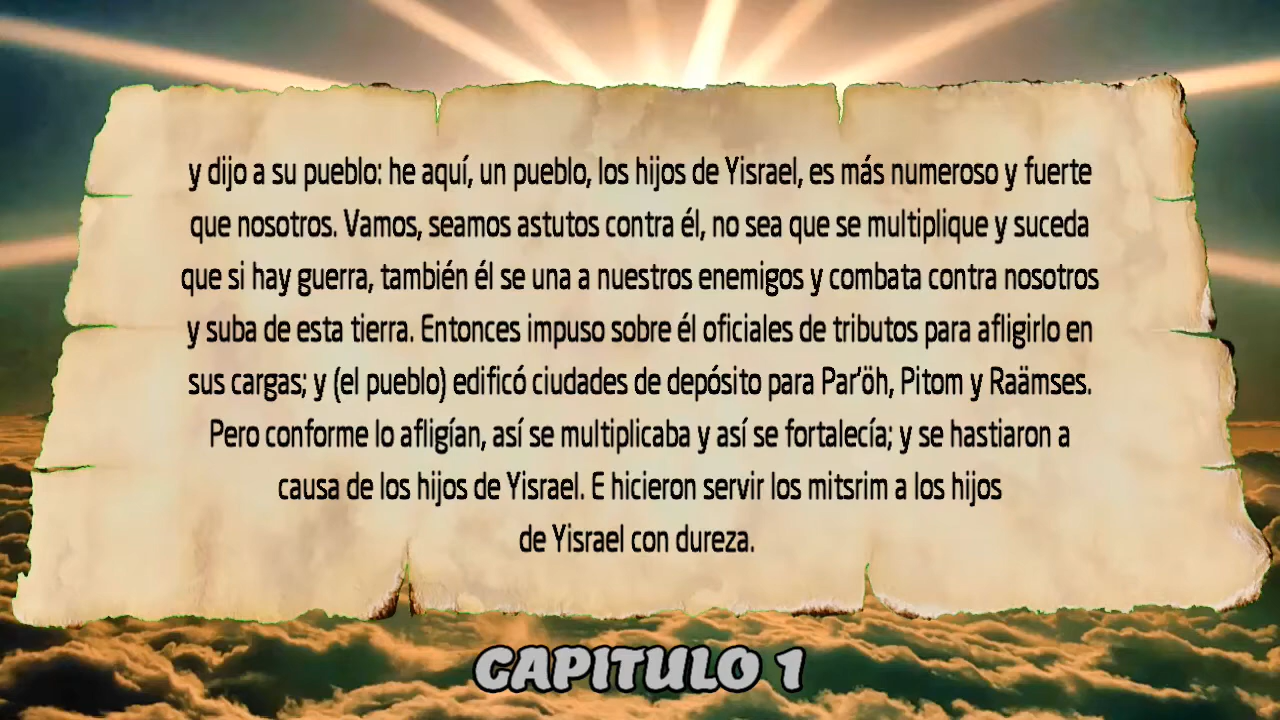 y dijo a su pueblo: he aquí, un pueblo, los hijos de Yisrael, es más numeroso y fuerte
que nosotros. Vamos, seamos astutos contra él, no sea que se multiplique y suceda
que si hay guerra, también él se una a nuestros enemigos y combata contra nosotros
y suba de esta tierra. Entonces impuso sobre él oficiales de tributos para afligirlo en
sus cargas; y (el pueblo) edificó ciudades de depósito para Par'öh, Pitom y Raämses.
Pero conforme lo afligían, así se multiplicaba y así se fortalecía; y se hastiaron a
causa de los hijos de Yisrael. E hicieron servir los mitsrim a los hijos
de Yisrael con dureza.
CAPITULO 1